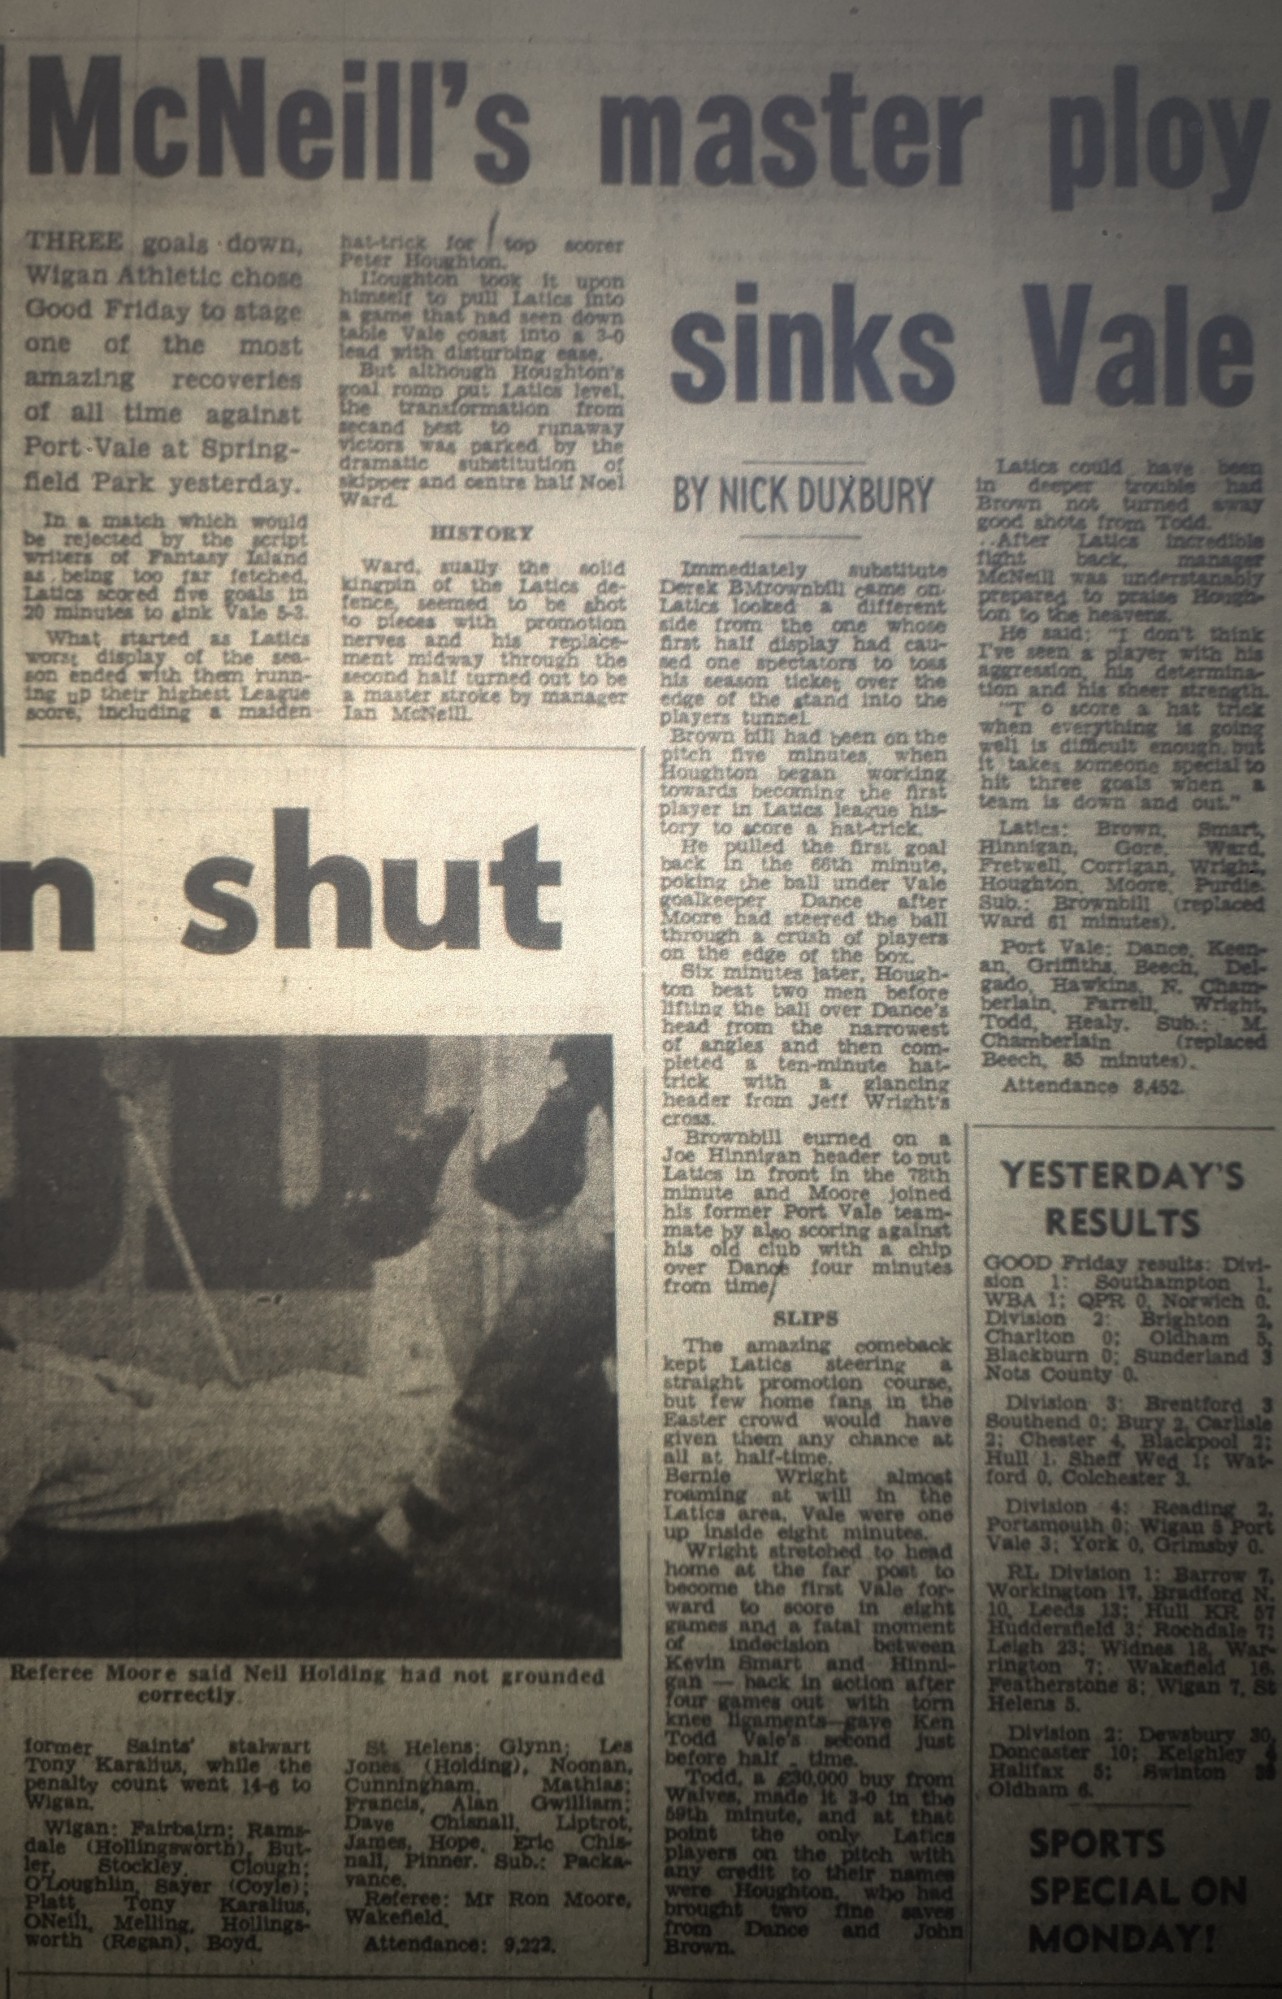 McNeill's master ploy
sinks Vale
BY NICK DUXBURY
THREE goals down,
Wigan Athletic chose
Good Friday to stage
one of the most
amazing recoveries
of all time against
Port Vale at Spring-
field Park yesterday.
In a match which would
be rejected by the script
writers of Fantasy Island
as being too far fetched,
Latics scored five goals in
20 minutes to sink Vale 5-3.
What started as Latics
worst display of the sea-
son ended with them runn-
ing up their highest League
score, including a maiden
hat-trick for top scorer
Peter Houghton.
Houghton took it upon
himself to pull Latics into
a game that had seen down
table Vale coast into a 3-0
lead with disturbing ease.
But although Houghton's
goal romp put Latics level,
the transformation from
second best to runaway
victors was parked by the
dramatic substitution of
skipper and centre half Noel
Ward.
HISTORY
Ward, sually the solid
kingpin of the Latics de-
fence, seemed to be shot
to pieces with promotion
nerves and his replace-
ment midway through the
second half turned out to be
a master stroke by manager
Ian McNeill.
Immediately substitute
Derek BMrownbill came on
Latics looked a different
side from the one whose
first half display had cau-
sed one spectators to toss
his season ticket over the
edge of the stand into the
players tunnel.
Brown bill had been on the
pitch five minutes when
Houghton began working
towards becoming the first
player in Latics league his-
tory to score a hat-trick.
He pulled the first goal
back in the 66th minute,
poking the ball under Vale
goalkeeper Dance after
Moore had steered the ball
through a crush of players
on the edge of the box.
Six minutes later, Hough-
ton beat two men before
lifting the ball over Dance's
head from the narrowest
of angles and then com-
pleted a ten-minute hat-
trick with a glancing
header from Jeff Wright's
cross.
Brownbill eurned on a
Joe Hinnigan header to put
Latics in front in the 78th
minute and Moore joined
his former Port Vale team-
mate by also scoring against
his old club with a chip
over Dance four minutes
from time
SLIPS
The amazing comeback
kept Latics steering a
straight promotion course,
but few home fans in the
Easter crowd would have
given them any chance at
all at half-time.
Bernie Wright almost
roaming at will in the
Latics area, Vale were one
up inside eight minutes.
Wright stretched to head
home at the far post to
become the first Vale for-
ward to score in eight
games and a fatal moment
of indecision between
Kevin Smart and Hinni-
gan — back in action after
four games out with torn
knee ligaments—gave Ken
Todd Vale's second just
before half - time.
Todd, a £30,000 buy from
Walves, made it 3-0 in the
59th minute, and at that
point the only Latics
players on the pitch with
any credit to their names
were Houghton, who had
brought two fine saves
from Dance and John
Brown.
Latics could have been
in deeper trouble had
Brown not turned away
good shots from Todd.
..After Latics incredible
fight back, manager
McNeill was understanably
prepared to praise Hough-
ton to the heavens.
He said: "I don't think
I've seen a player with his
aggression, his determina-
tion and his sheer strength.
"T o score a hat trick
when everything is going
well is difficult enough but
it takes someone special to
hit three goals when a
team is down and out."
Latics: Brown, Smart,
Hinnigan, Gore, Ward,
Fretwell, Corrigan, Wright,
Houghton, Moore, Purdie.
Sub.: Brownbill (replaced
Ward 61 minutes).
Port Vale: Dance, Keen-
an, Griffiths, Beech, Del-
gado, Hawkins, N. Cham-
berlain, Farrell, Wright,
Todd, Healy. Sub.: M.
Chamberlain (replaced
Beech, 85 minutes).
Attendance 8,452.
YESTERDAY'S
RESULTS
GOOD Friday results: Divi-
sion 1: Southampton 1,
WBA 1; QPR 0, Norwich 0.
Division 2: Brighton 2,
Charlton 0; Oldham 5,
Blackburn 0; Sunderland 3
Nots County 0.
Division 3: Brentford 3
Southend 0; Bury 2, Carlisle
2; Chester 4, Blackpool 2;
Hull 1, Sheff Wed 1; Wat-
ford 0, Colchester 3.
Division 4: Reading 2,
Portsmouth 0; Wigan 5 Port
Vale 3; York 0, Grimsby 0.
RL Division 1: Barrow 7,
Workington 17, Bradford N.
10, Leeds 13; Hull KR 57
Huddersfield 3; Rochdale 7;
Leigh 23; Widnes 18, War-
rington 7; Wakefield 16,
Featherstone 8; Wigan 7, St
Helens 5.
Division 2: Dewsbury 30,
Doncaster 10; Keighley
Halifax 5; Swinton
Oldham 6.
SPORTS
SPECIAL ON
MONDAY!
n shut
Referee Moore said Neil Holding had not grounded
correctly.
former Saints' stalwart
Tony Karalius, while the
penalty count went 14-6 to
Wigan.
Wigan: Fairbairn; Rams-
dale (Hollingsworth), But-
ler, Stockley, Clough;
O'Loughlin, Sayer (Coyle);
Platt, Tony Karalius,
ONeill, Melling, Hollings-
worth (Regan), Boyd.
St Helens: Glynn; Les
Jones (Holding), Noonan,
Cunningham, Mathias;
Francis, Alan Gwilliam;
Dave Chisnall, Liptrot,
James, Hope, Eric Chis-
nall, Pinner. Sub.: Packa-
vance.
Referee: Mr Ron Moore,
Wakefield.
Attendance: 9,222.